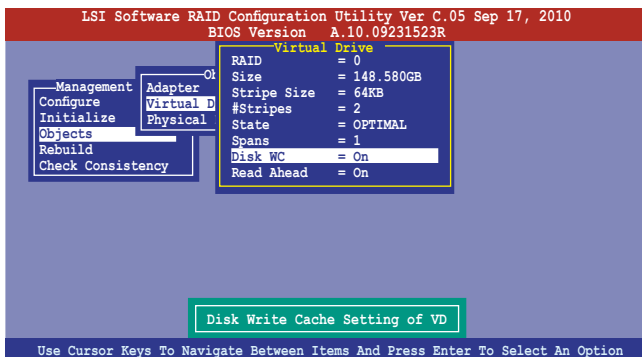 LSI Software RAID Configuration Utility Ver C.05 Sep 17, 2010
BIOS Version A.10.09231523R
Management
Configure
Initialize
Objects
Rebuild
Check Consistency
Ob
Adapter
Virtual D
Physical
Virtual Drive
RAID = 0
Size = 148.580GB
Stripe Size = 64KB
#Stripes = 2
State = OPTIMAL
Spans = 1
Disk WC = On
Read Ahead = On
Disk Write Cache Setting of VD
Use Cursor Keys To Navigate Between Items And Press Enter To Select An Option